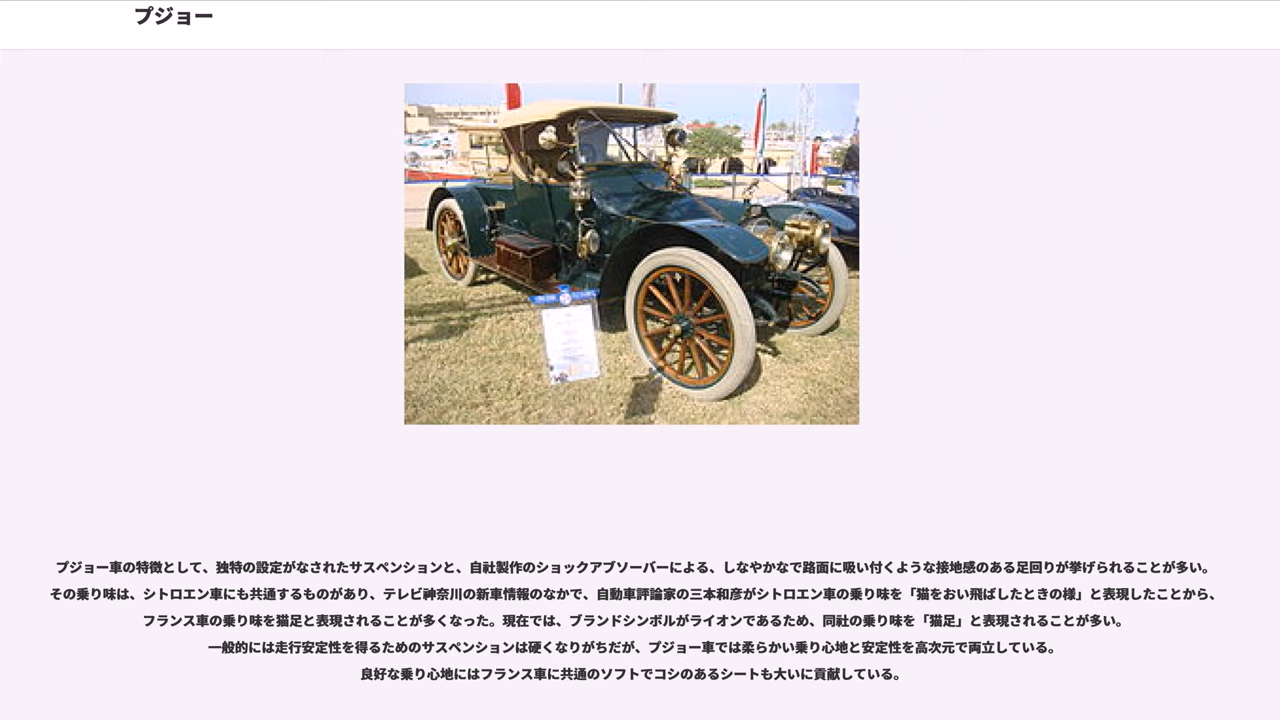 プジョー
プジョー車の特徴として、独特の設定がなされたサスペンションと、自社製作のショックアブソーバーによる、しなやかなで路面に吸い付くような接地感のある足回りが挙げられることが多い。
その乗り味は、シトロエン車にも共通するものがあり、テレビ神奈川の新車情報のなかで、自動車評論家の三本和彦がシトロエン車の乗り味を「猫をおい飛ばしたときの様」と表現したことから、
フランス車の乗り味を猫足と表現されることが多くなった。現在では、ブランドシンボルがライオンであるため、同社の乗り味を「猫足」と表現されることが多い。
一般的には走行安定性を得るためのサスペンションは硬くなりがちだが、プジョー車では柔らかい乗り心地と安定性を高次元で両立している。
良好な乗り心地にはフランス車に共通のソフトでコシのあるシートも大いに貢献している。